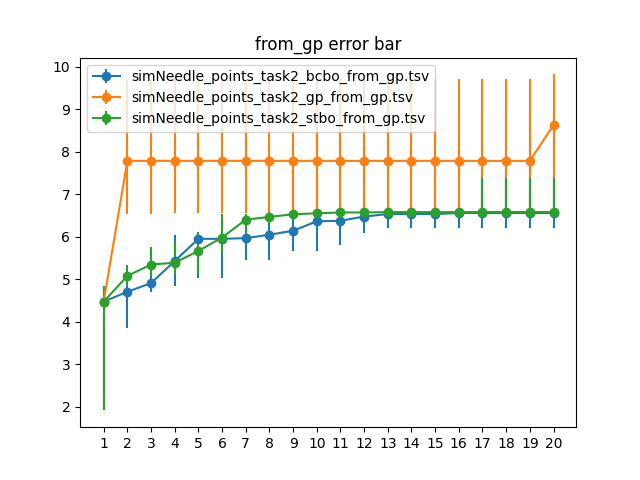 from_gp error bar
simNeedle_points_task2_bcbo_from_gp.tsv
simNeedle_points_task2_gp_from_gp.tsv
simNeedle_points_task2_stbo_from_gp.tsv
10
9
8
7
6
5
4
3
2
1 2 3 4 5 6 7 8 9 10 11 12 13 14 15 16 17 18 19 20